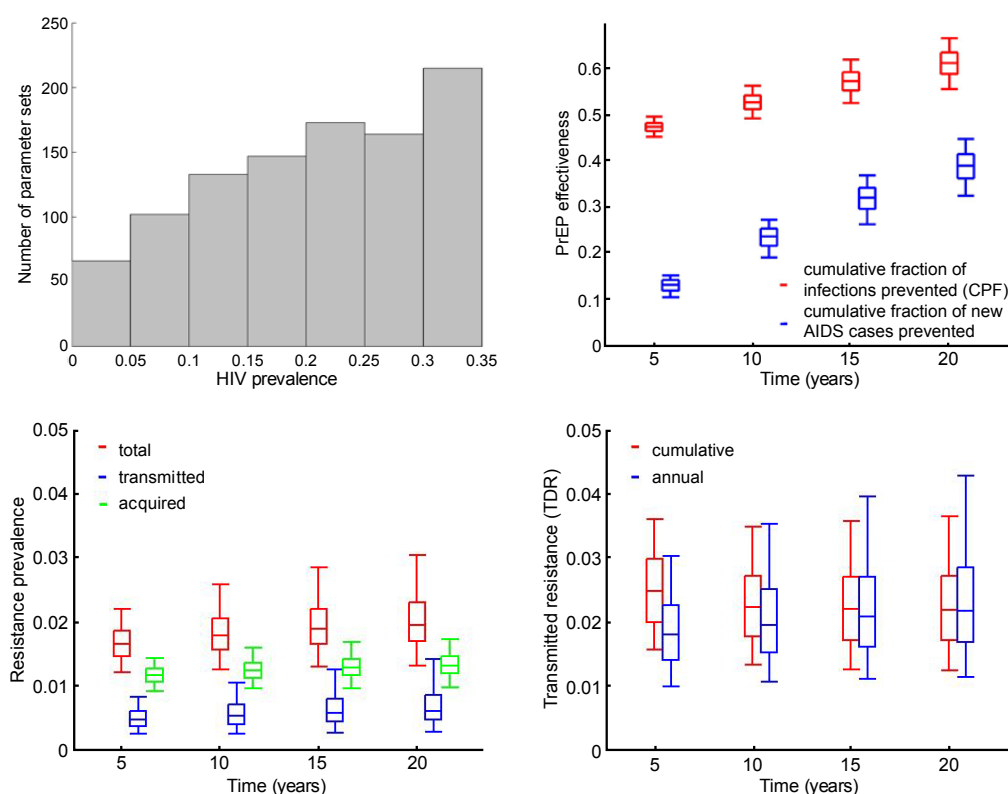 250
200
150
100
50
0
Number of parameter sets
0 0.05 0.1 0.15 0.2 0.25 0.3 0.35
HIV prevalence
0.6
0.5
0.4
0.3
0.2
0.1
0
PrEP effectiveness
cumulative fraction of
infections prevented (CPF)
cumulative fraction of new
AIDS cases prevented
5 10 15 20
Time (years)
0.05
0.04
0.03
0.02
0.01
0
Resistance prevalence
total
transmitted
acquired
5 10 15 20
Time (years)
0.05
0.04
0.03
0.02
0.01
0
Transmitted resistance (TDR)
cumulative
annual
5 10 15 20
Time (years)